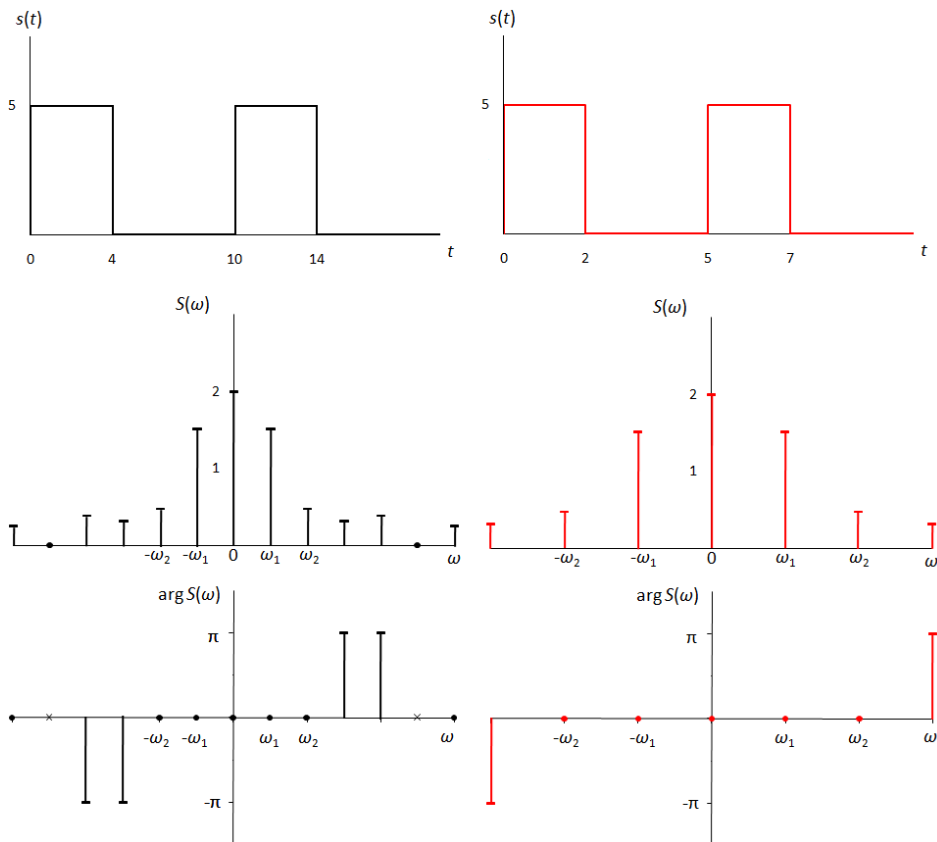 s(t)
5
0 4 10 14 t
s(t)
5
0 2 5 7 t
S(ω)
2
1
-ω₂ -ω₁ 0 ω₁ ω₂ ω
S(ω)
2
1
-ω₂ -ω₁ 0 ω₁ ω₂ ω
arg S(ω)
π
-ω₂ -ω₁ ω₁ ω₂ ω
-π
arg S(ω)
π
-ω₂ -ω₁ ω₁ ω₂ ω
-π